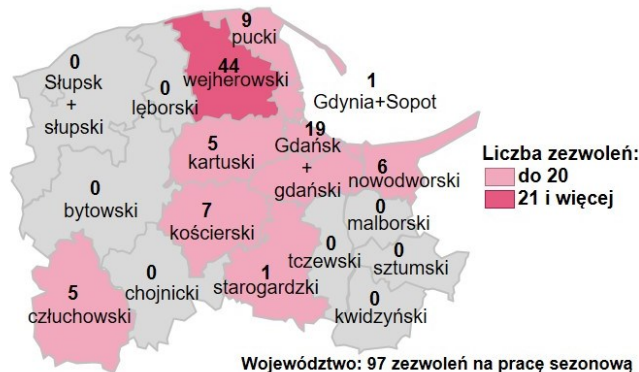 9
pucki
0
Słupsk
+
słupski
0
lęborski
44
wejherowski
1
Gdynia+Sopot
5
kartuski
19
Gdańsk
+
gdański
6
nowodworski
Liczba zezwoleń:
do 20
21 i więcej
0
bytowski
7
kościerski
0
malborski
0
tczewski
0
sztumski
5
człuchowski
0
chojnicki
1
starogardzki
0
kwidzyński
Województwo: 97 zezwoleń na pracę sezonową